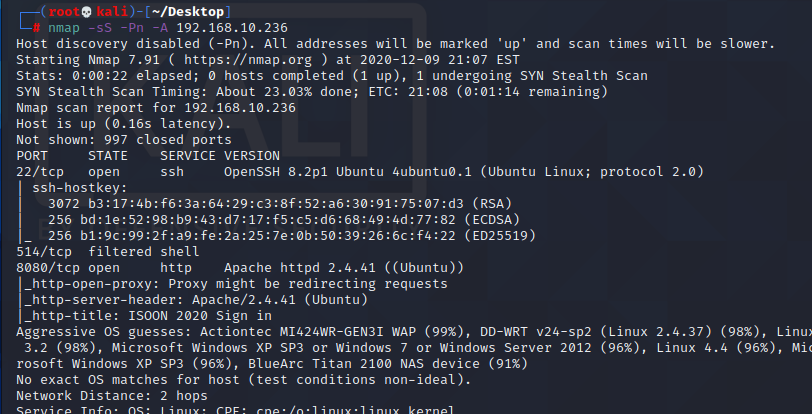 ┌──(root💀kali)-[~/Desktop]
└─# nmap -sS -Pn -A 192.168.10.236
Host discovery disabled (-Pn). All addresses will be marked 'up' and scan times will be slower.
Starting Nmap 7.91 ( https://nmap.org ) at 2020-12-09 21:07 EST
Stats: 0:00:22 elapsed; 0 hosts completed (1 up), 1 undergoing SYN Stealth Scan
SYN Stealth Scan Timing: About 23.03% done; ETC: 21:08 (0:01:14 remaining)
Nmap scan report for 192.168.10.236
Host is up (0.16s latency).
Not shown: 997 closed ports
PORT     STATE    SERVICE VERSION
22/tcp   open     ssh     OpenSSH 8.2p1 Ubuntu 4ubuntu0.1 (Ubuntu Linux; protocol 2.0)
| ssh-hostkey:
|   3072 b3:17:4b:f6:3a:64:29:c3:8f:52:a6:30:91:75:07:d3 (RSA)
|   256 bd:1e:52:98:b9:43:d7:17:f5:c5:d6:68:49:4d:77:82 (ECDSA)
|_  256 b1:9c:99:2f:a9:fe:2a:25:7e:0b:50:39:26:6c:f4:22 (ED25519)
514/tcp  filtered shell
8080/tcp open     http    Apache httpd 2.4.41 ((Ubuntu))
|_http-open-proxy: Proxy might be redirecting requests
|_http-server-header: Apache/2.4.41 (Ubuntu)
|_http-title: ISOON 2020 Sign in
Aggressive OS guesses: Actiontec MI424WR-GEN3I WAP (99%), DD-WRT v24-sp2 (Linux 2.4.37) (98%), Linux
 3.2 (98%), Microsoft Windows XP SP3 or Windows 7 or Windows Server 2012 (96%), Linux 4.4 (96%), Mic
rosoft Windows XP SP3 (96%), BlueArc Titan 2100 NAS device (91%)
No exact OS matches for host (test conditions non-ideal).
Network Distance: 2 hops
Service Info: OS: Linux; CPE: cpe:/o:linux:linux_kernel